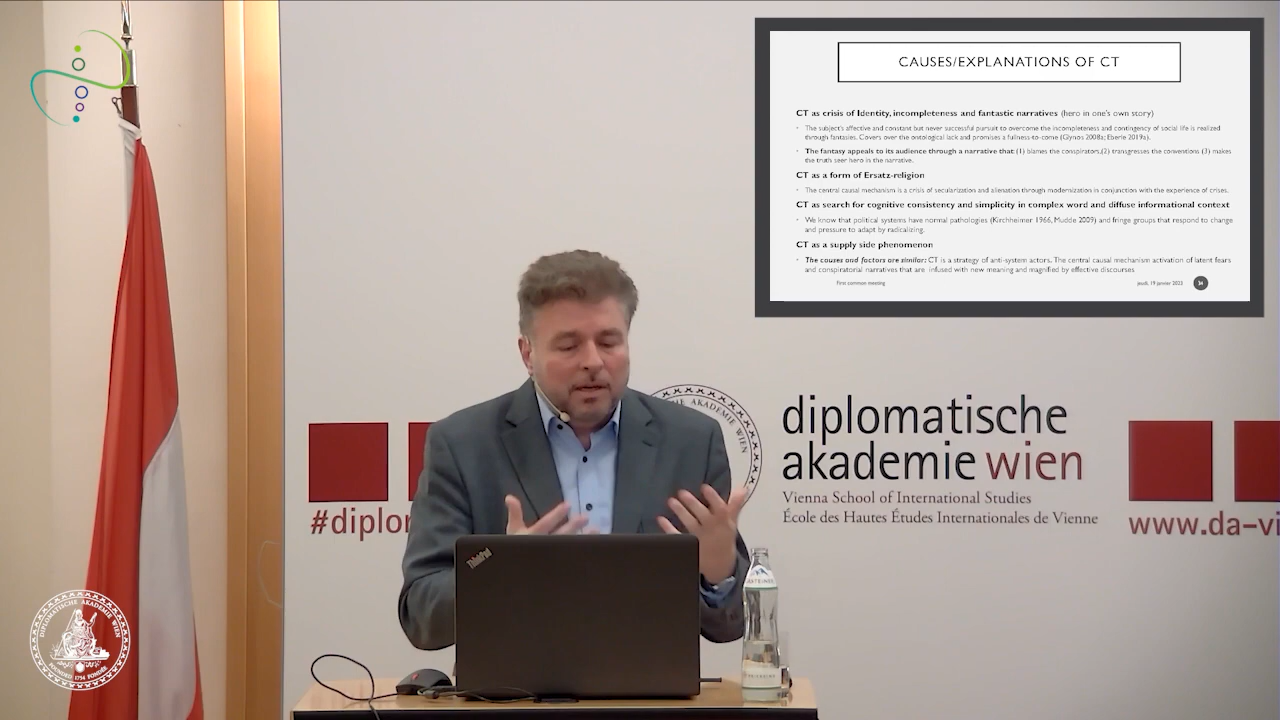 CAUSES/EXPLANATIONS OF CT
CT as crisis of Identity, incompleteness and fantastic narratives (hero in one's own story)
The subject's affective and constant but never successful pursuit to overcome the incompleteness and contingency of social life is realized
through fantasies. Covers over the ontological lack and promises a fullness-to-come (Glynos 2008a; Eberle 2019a).
The fantasy appeals to its audience through a narrative that (1) blames the conspirators,(2) transgresses the conventions (3) makes
the truth seer hero in the narrative.
CT as a form of Ersatz-religion
The central causal mechanism is a crisis of secularization and alienation through modernization in conjunction with the experience of crises.
CT as search for cognitive consistency and simplicity in complex word and diffuse informational context
We know that political systems have normal pathologies (Kirchheimer 1966, Mudde 2009) and fringe groups that respond to change
and pressure to adapt by radicalizing.
CT as a supply side phenomenon
The causes and factors are similar: CT is a strategy of anti-system actors. The central causal mechanism activation of latent fears
and conspiratorial narratives that are infused with new meaning and magnified by effective discourses
First common meeting
jeudi, 19 janvier 2023
34
AKADEMIE WIEN
diplomatische
akademie wien
Vienna School of International Studies
École des Hautes Études Internationales de Vienne
#diplor
www.da-vi
ThinkPad
DIPLOMATISCHE AKADEMIE WIEN
FOUNDED 1754